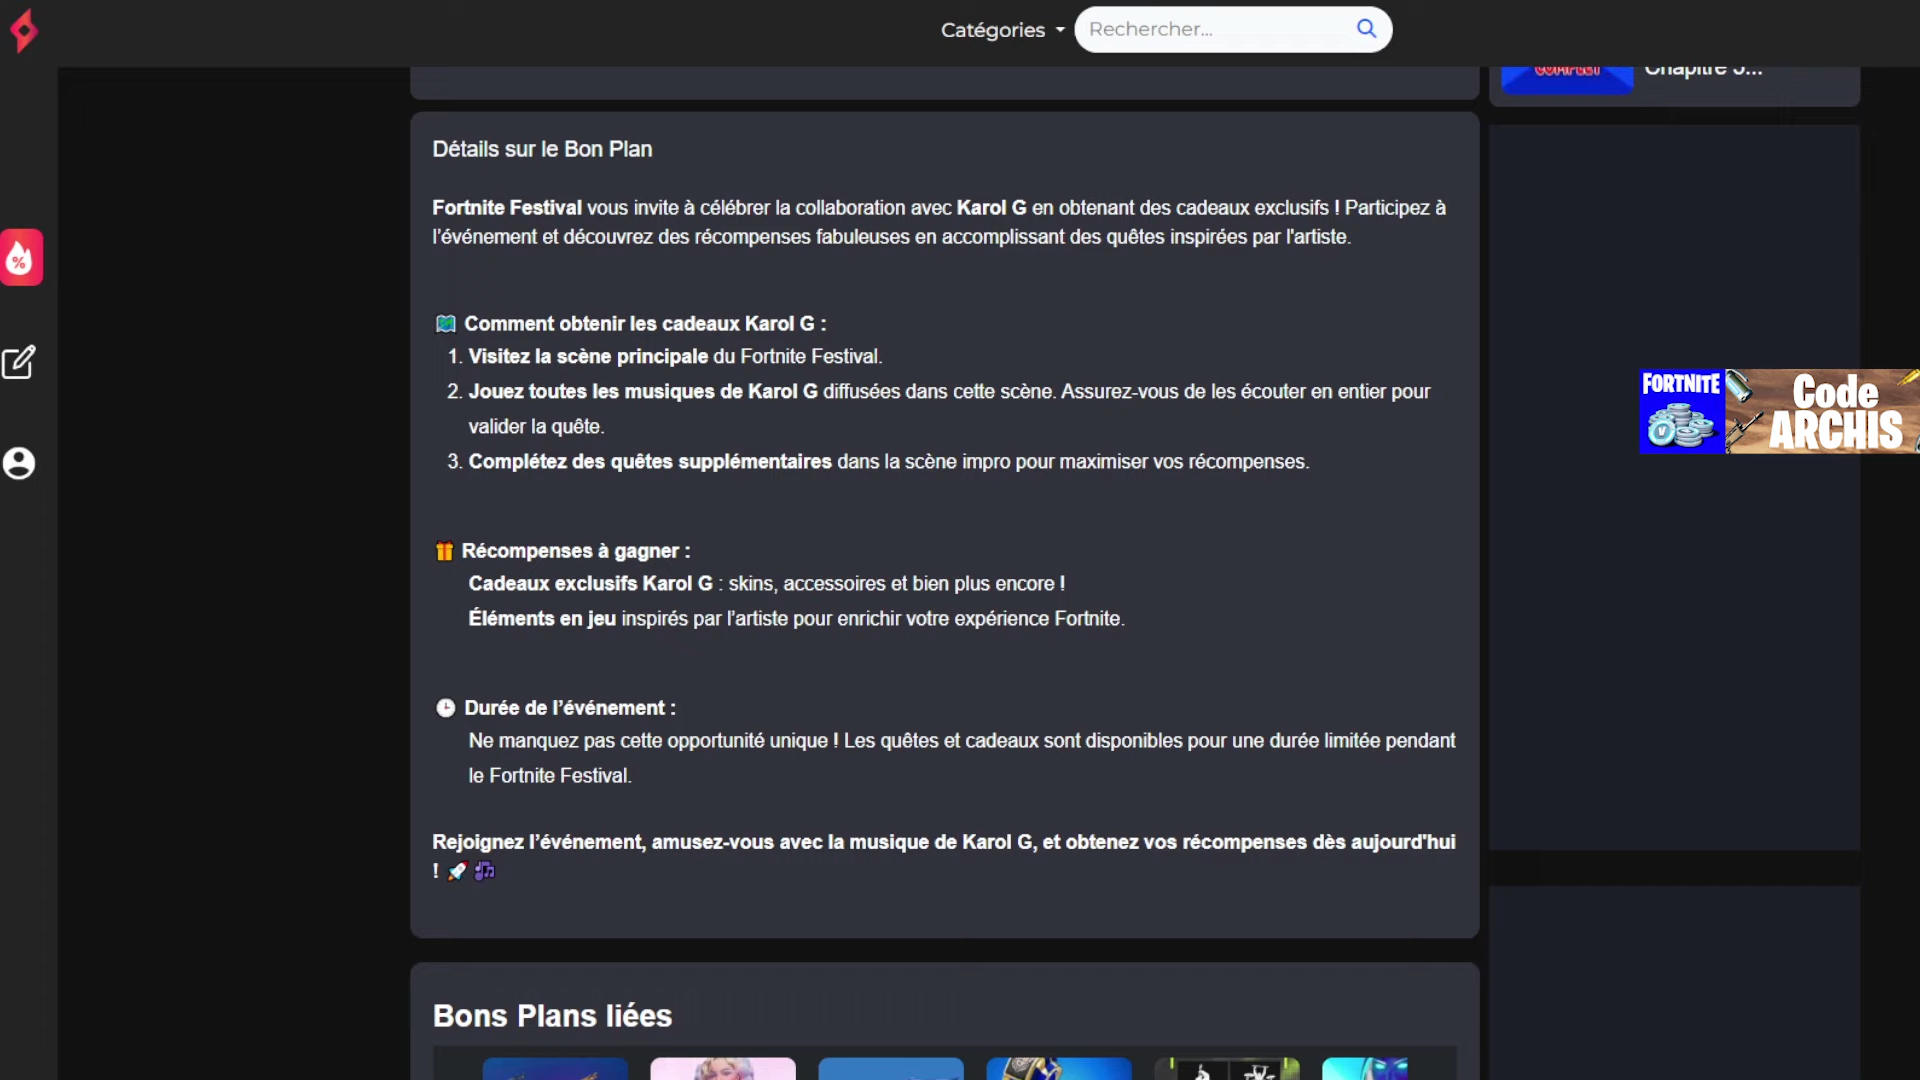 Catégories
Rechercher...
COMPLET
Chapitre 5...
Détails sur le Bon Plan
Fortnite Festival vous invite à célébrer la collaboration avec Karol G en obtenant des cadeaux exclusifs ! Participez à
l’événement et découvrez des récompenses fabuleuses en accomplissant des quêtes inspirées par l'artiste.
Comment obtenir les cadeaux Karol G :
1. Visitez la scène principale du Fortnite Festival.
2. Jouez toutes les musiques de Karol G diffusées dans cette scène. Assurez-vous de les écouter en entier pour
valider la quête.
3. Complétez des quêtes supplémentaires dans la scène impro pour maximiser vos récompenses.
FORTNITE
V
Code
ARCHIS
Récompenses à gagner :
Cadeaux exclusifs Karol G : skins, accessoires et bien plus encore !
Éléments en jeu inspirés par l’artiste pour enrichir votre expérience Fortnite.
Durée de l’événement :
Ne manquez pas cette opportunité unique ! Les quêtes et cadeaux sont disponibles pour une durée limitée pendant
le Fortnite Festival.
Rejoignez l’événement, amusez-vous avec la musique de Karol G, et obtenez vos récompenses dès aujourd'hui
!
Bons Plans liées